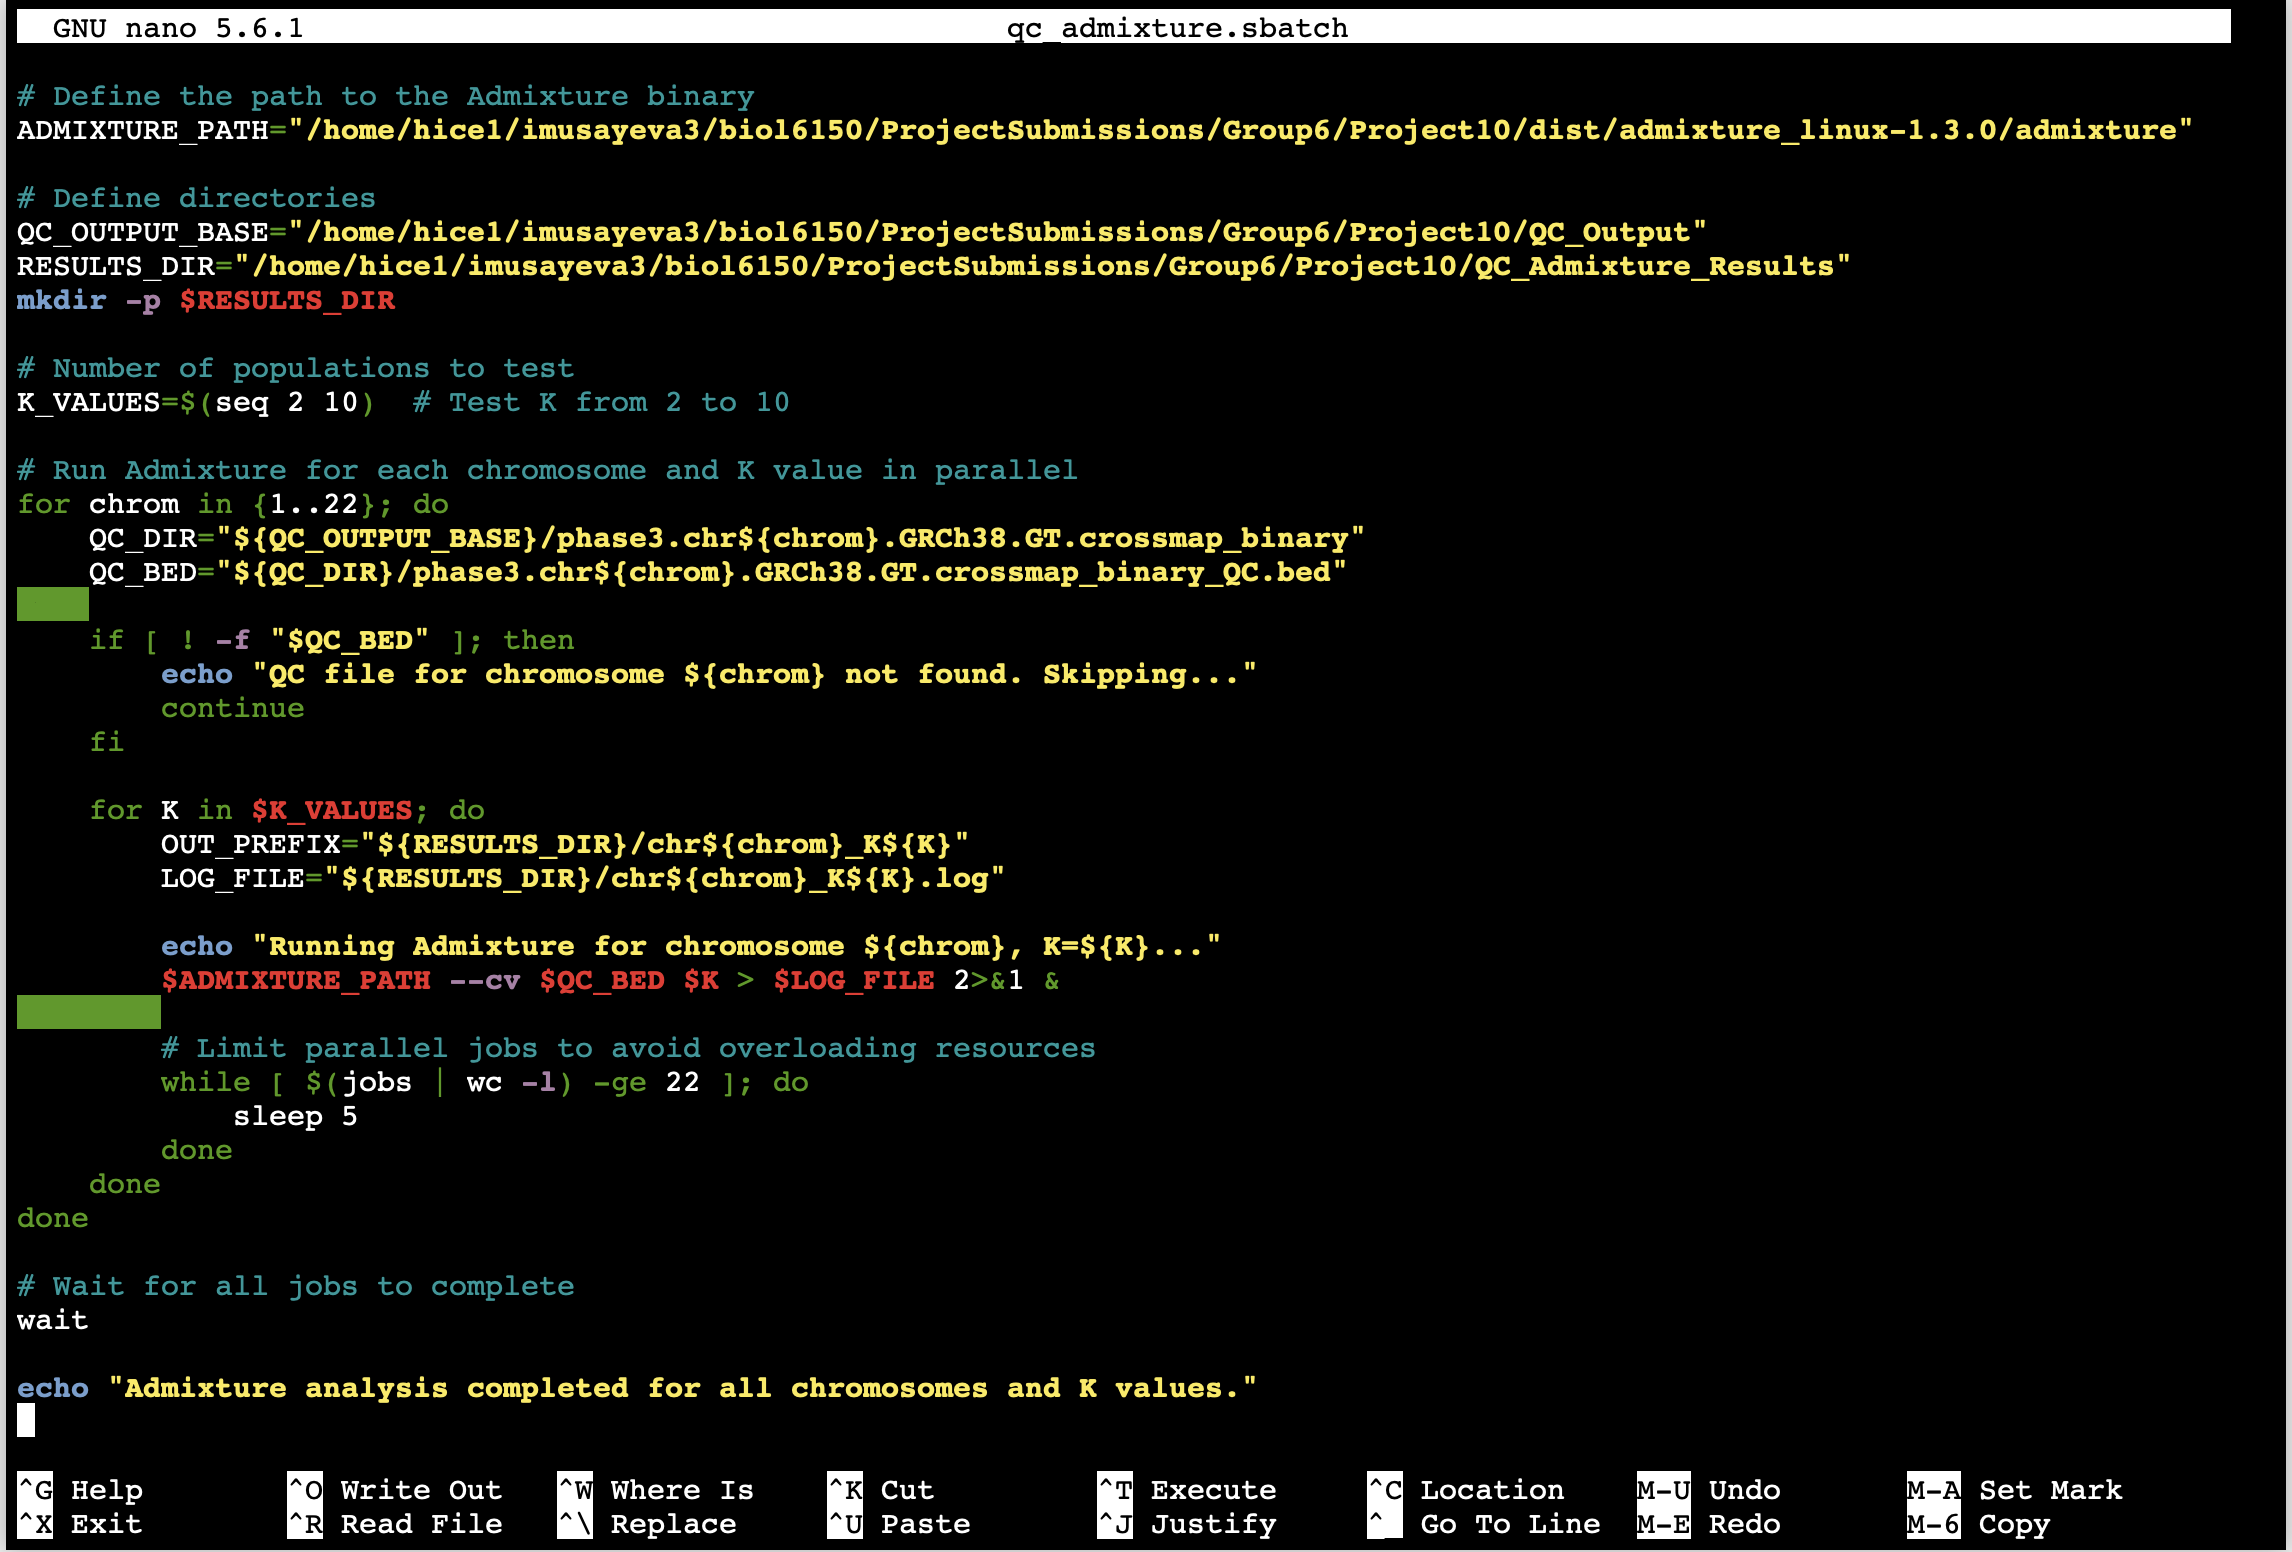 GNU nano 5.6.1 qc_admixture.sbatch
# Define the path to the Admixture binary
ADMIXTURE_PATH="/home/hice1/imusayeva3/biol6150/ProjectSubmissions/Group6/Project10/dist/admixture_linux-1.3.0/admixture"
# Define directories
QC_OUTPUT_BASE="/home/hice1/imusayeva3/biol6150/ProjectSubmissions/Group6/Project10/QC_Output"
RESULTS_DIR="/home/hice1/imusayeva3/biol6150/ProjectSubmissions/Group6/Project10/QC_Admixture_Results"
mkdir -p $RESULTS_DIR
# Number of populations to test
K_VALUES=$(seq 2 10)  # Test K from 2 to 10
# Run Admixture for each chromosome and K value in parallel
for chrom in {1..22}; do
    QC_DIR="${QC_OUTPUT_BASE}/phase3.chr${chrom}.GRCh38.GT.crossmap_binary"
    QC_BED="${QC_DIR}/phase3.chr${chrom}.GRCh38.GT.crossmap_binary_QC.bed"
    if [ ! -f "$QC_BED" ]; then
        echo "QC file for chromosome ${chrom} not found. Skipping..."
        continue
    fi
    for K in $K_VALUES; do
        OUT_PREFIX="${RESULTS_DIR}/chr${chrom}_K${K}"
        LOG_FILE="${RESULTS_DIR}/chr${chrom}_K${K}.log"
        echo "Running Admixture for chromosome ${chrom}, K=${K}..."
        $ADMIXTURE_PATH --cv $QC_BED $K > $LOG_FILE 2>&1 &
        # Limit parallel jobs to avoid overloading resources
        while [ $(jobs | wc -l) -ge 22 ]; do
            sleep 5
        done
    done
done
# Wait for all jobs to complete
wait
echo "Admixture analysis completed for all chromosomes and K values."
^G Help ^O Write Out ^W Where Is ^K Cut ^T Execute ^C Location M-U Undo M-A Set Mark
^X Exit ^R Read File ^\ Replace ^U Paste ^J Justify ^_ Go To Line M-E Redo M-6 Copy